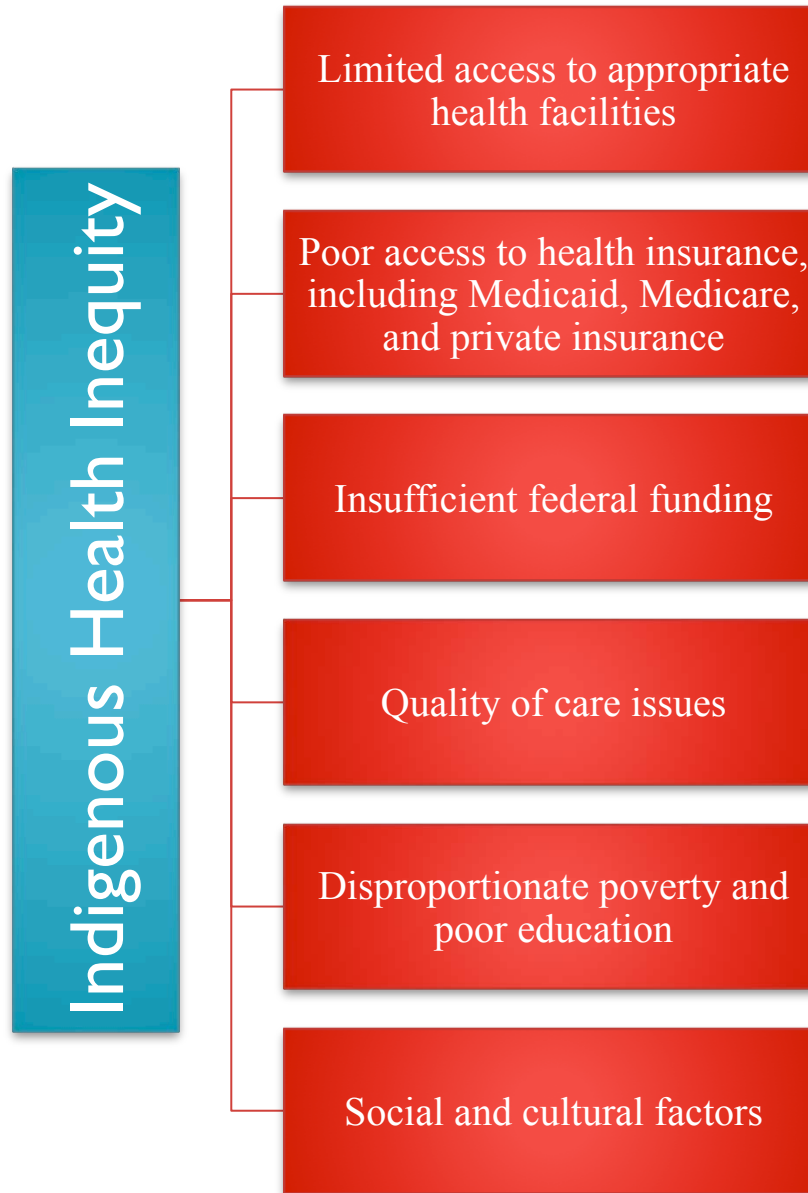 Indigenous Health Inequity
Limited access to appropriate
health facilities
Poor access to health insurance,
including Medicaid, Medicare,
and private insurance
Insufficient federal funding
Quality of care issues
Disproportionate poverty and
poor education
Social and cultural factors